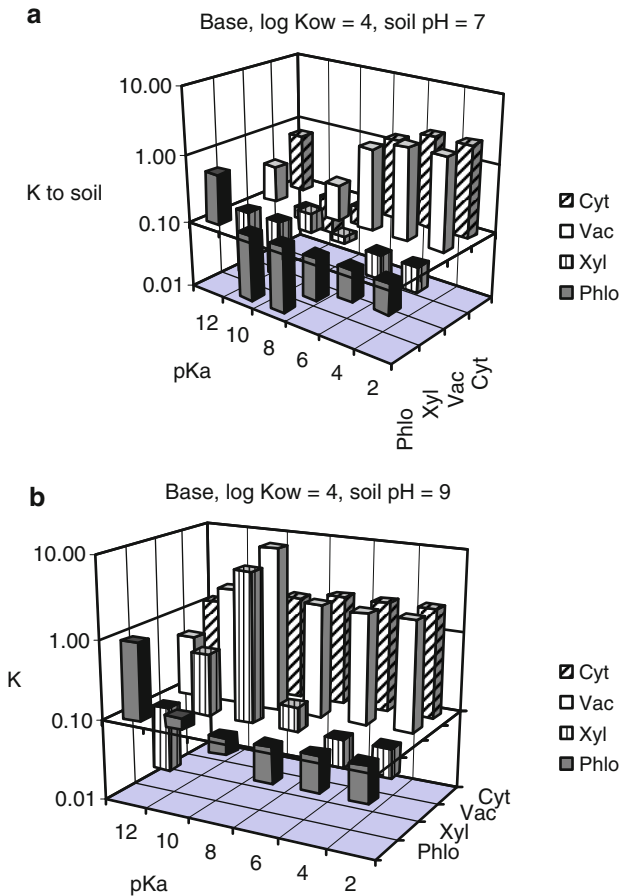 a
Base, log Kow = 4, soil pH = 7
10.00
1.00
K to soil
0.10
0.01
12
10
8
6
4
2
pKa
Phlo
Xyl
Vac
Cyt
Cyt
Vac
Xyl
Phlo
b
Base, log Kow = 4, soil pH = 9
10.00
1.00
K
0.10
0.01
12
10
8
6
4
2
pKa
Cyt
Vac
Xyl
Phlo
Cyt
Vac
Xyl
Phlo